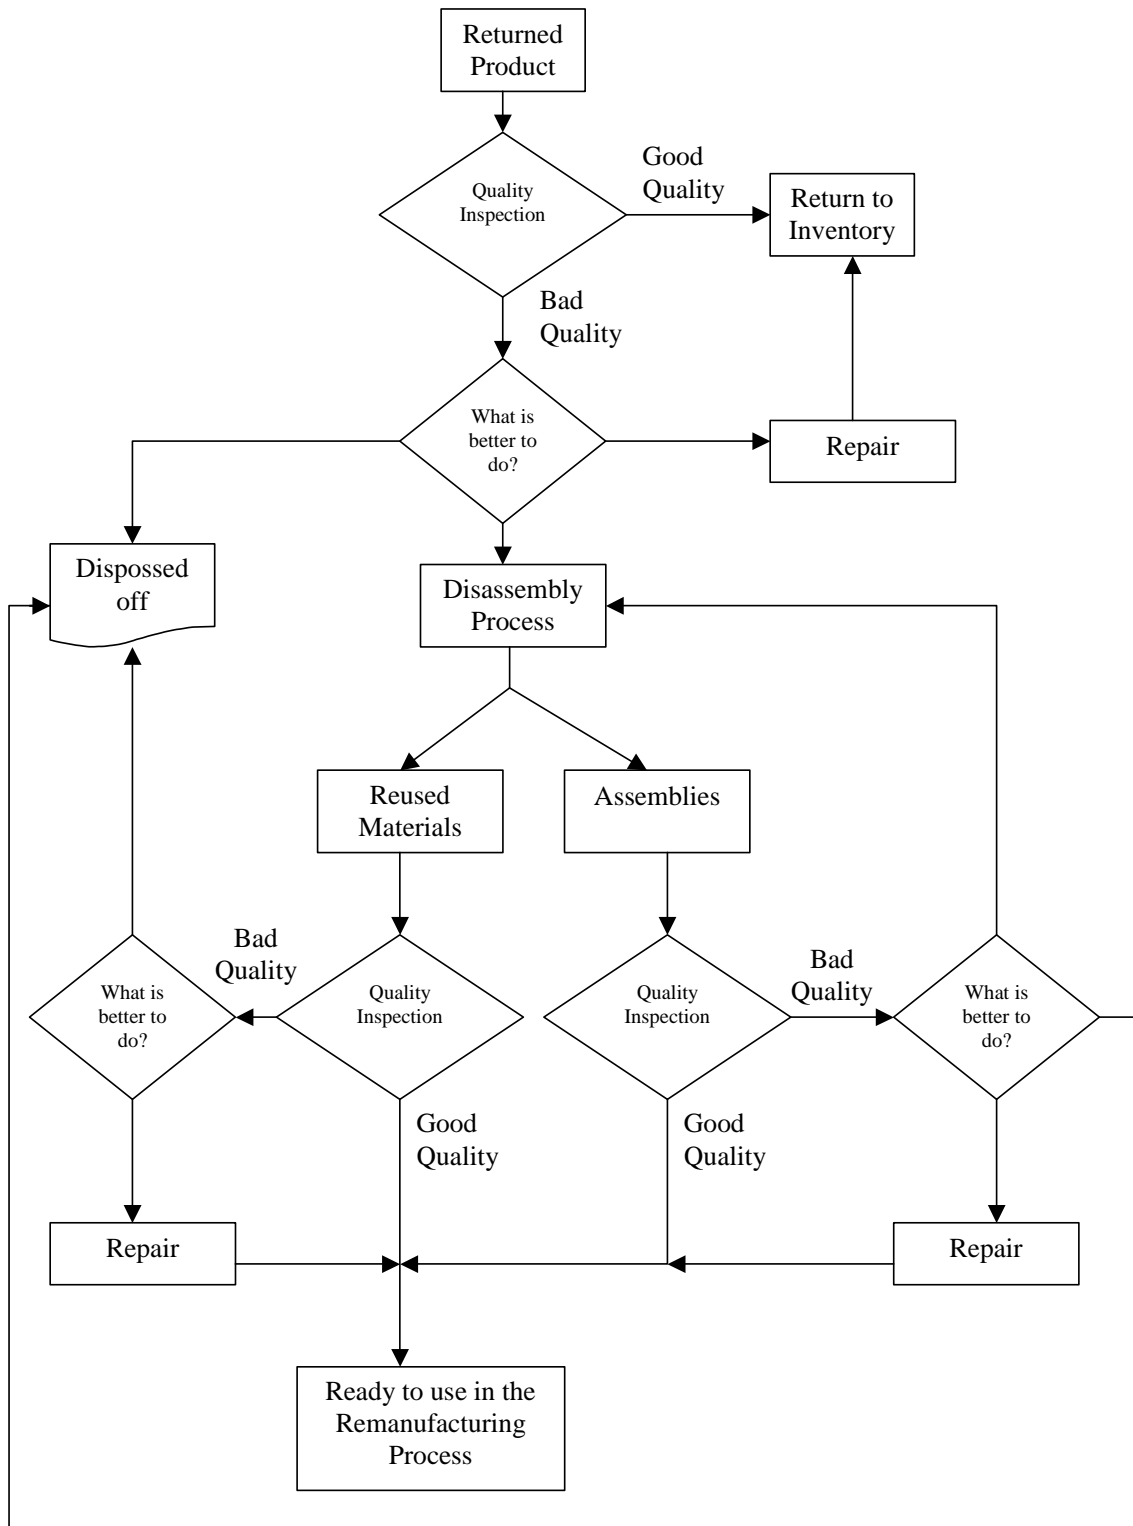 Returned
Product
Good
Quality
Quality
Inspection
Return to
Inventory
Bad
Quality
What is
better to
do?
Repair
Dispossed
off
Disassembly
Process
Reused
Materials
Assemblies
Bad
Quality
Bad
Quality
What is
better to
do?
Quality
Inspection
Quality
Inspection
What is
better to
do?
Good
Quality
Good
Quality
Repair
Repair
Ready to use in the
Remanufacturing
Process